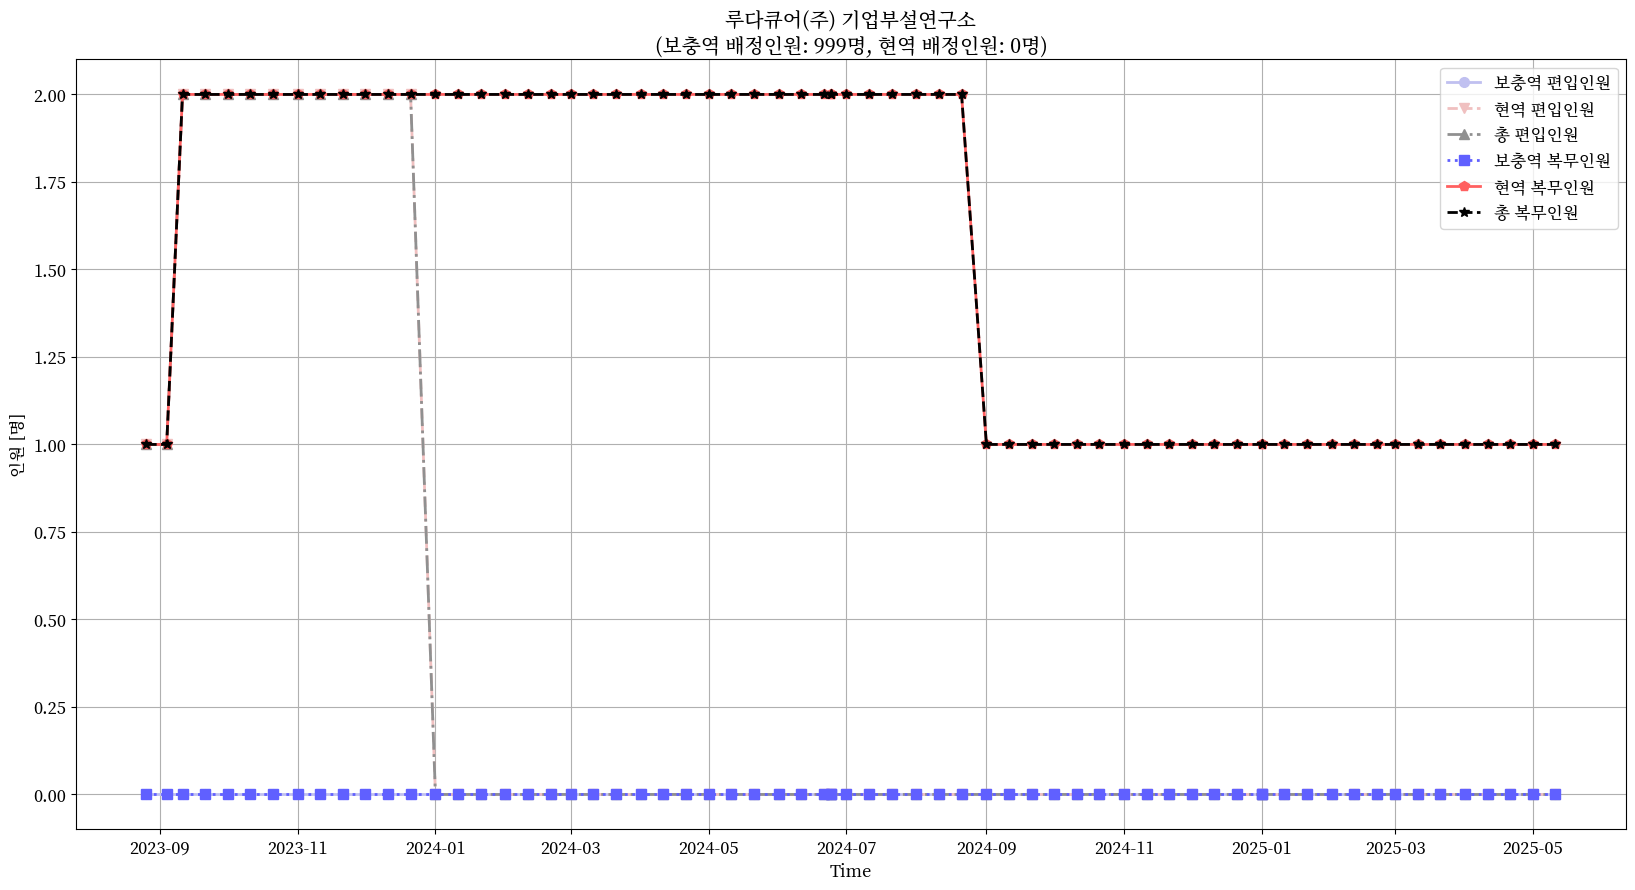 루다큐어(주) 기업부설연구소
(보충역 배정인원: 999명, 현역 배정인원: 0명)
보충역 편입인원
현역 편입인원
총 편입인원
보충역 복무인원
현역 복무인원
총 복무인원
2.00
1.75
1.50
1.25
1.00
0.75
0.50
0.25
0.00
인원 [명]
2023-09
2023-11
2024-01
2024-03
2024-05
2024-07
2024-09
2024-11
2025-01
2025-03
2025-05
Time